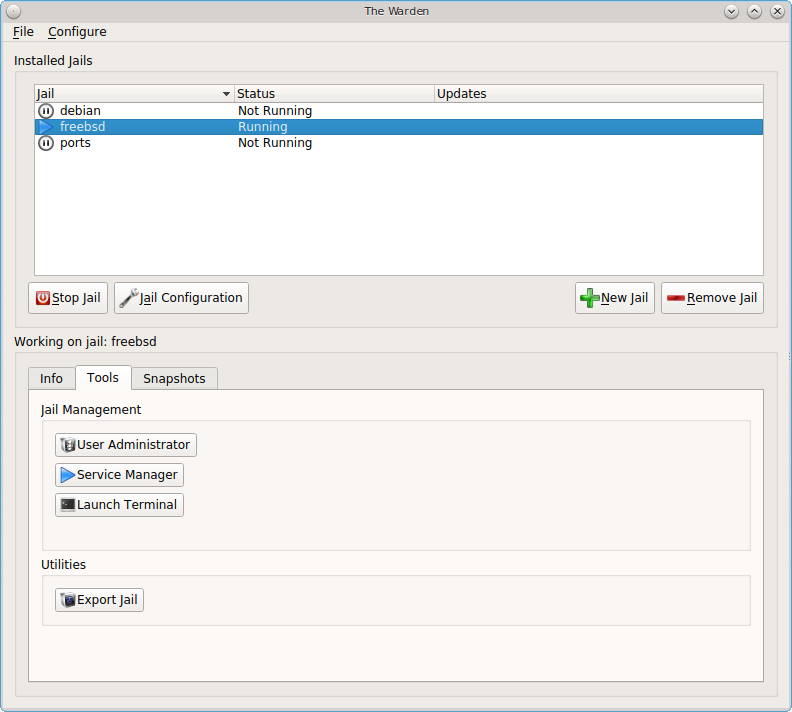 The Warden
File Configure
Installed Jails
Jail Status Updates
debian Not Running
freebsd Running
ports Not Running
Stop Jail Jail Configuration New Jail Remove Jail
Working on jail: freebsd
Info Tools Snapshots
Jail Management
User Administrator
Service Manager
Launch Terminal
Utilities
Export Jail